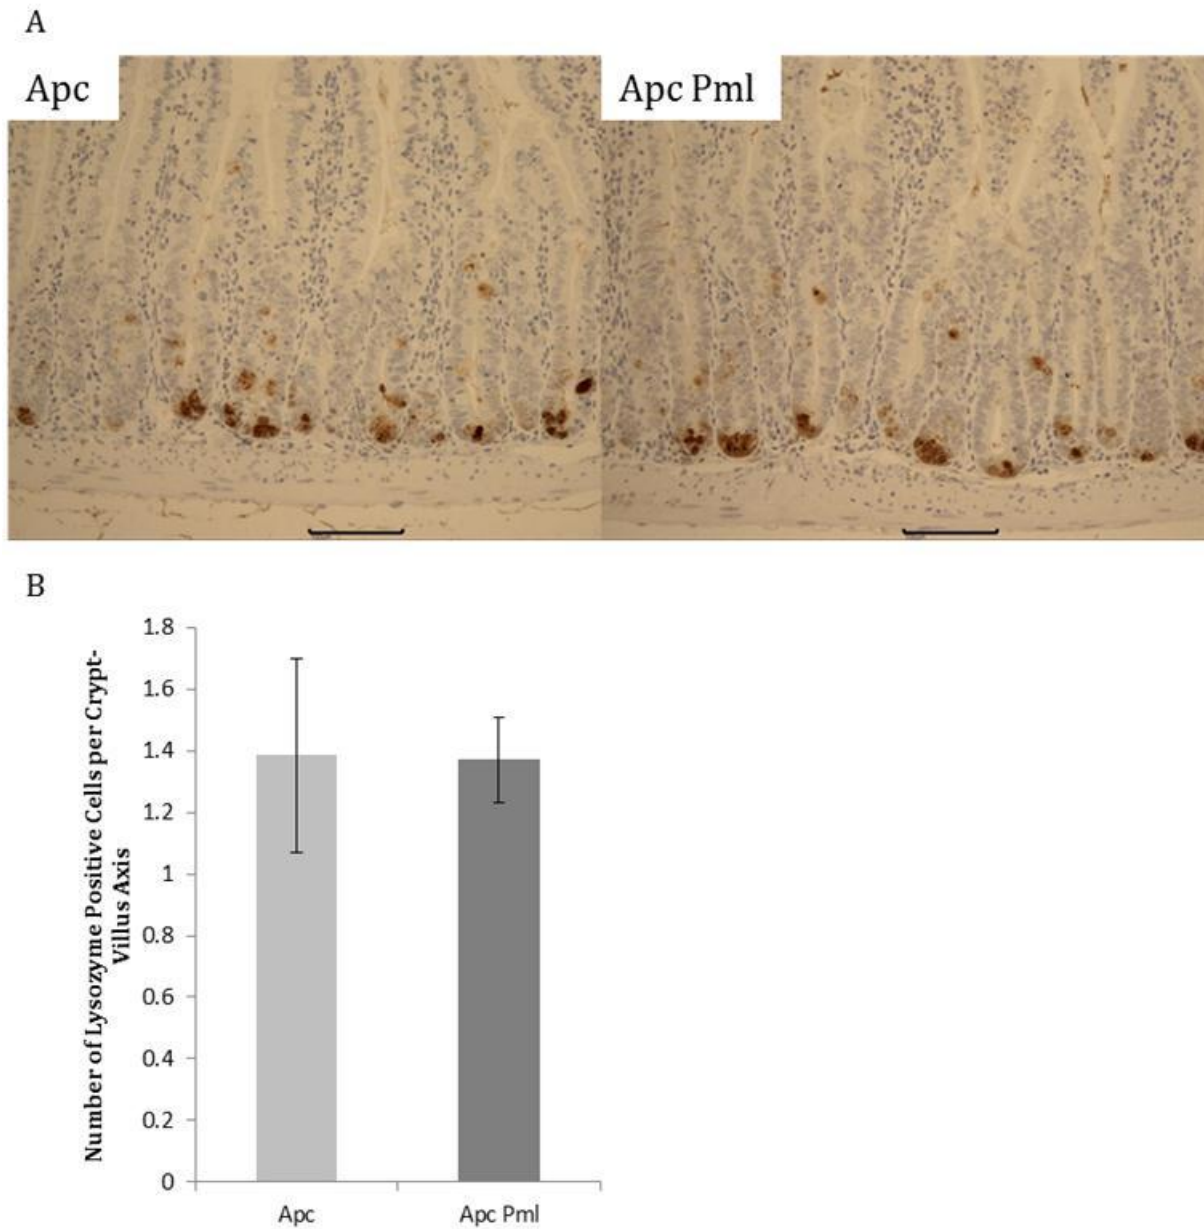 A
Apc
Apc Pml
B
Number of Lysozyme Positive Cells per Crypt-
Villus Axis
1.8
1.6
1.4
1.2
1
0.8
0.6
0.4
0.2
0
Apc
Apc Pml